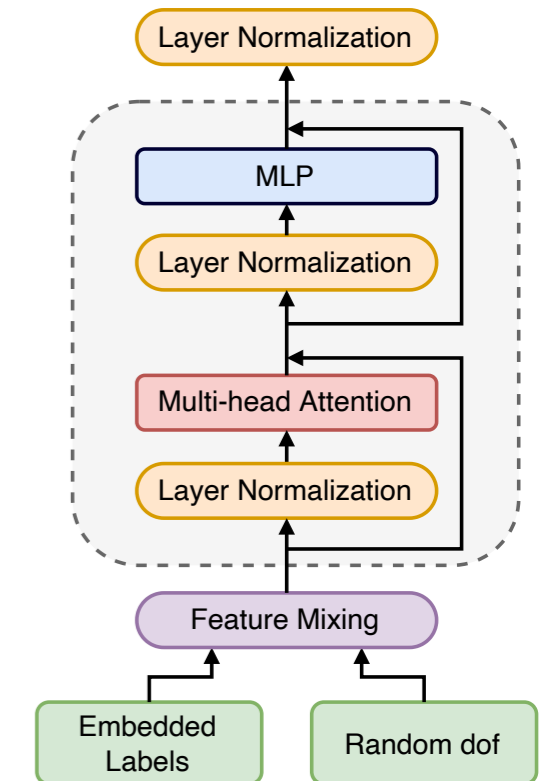 Layer Normalization
MLP
Layer Normalization
Multi-head Attention
Layer Normalization
Feature Mixing
Embedded
Labels
Random dof